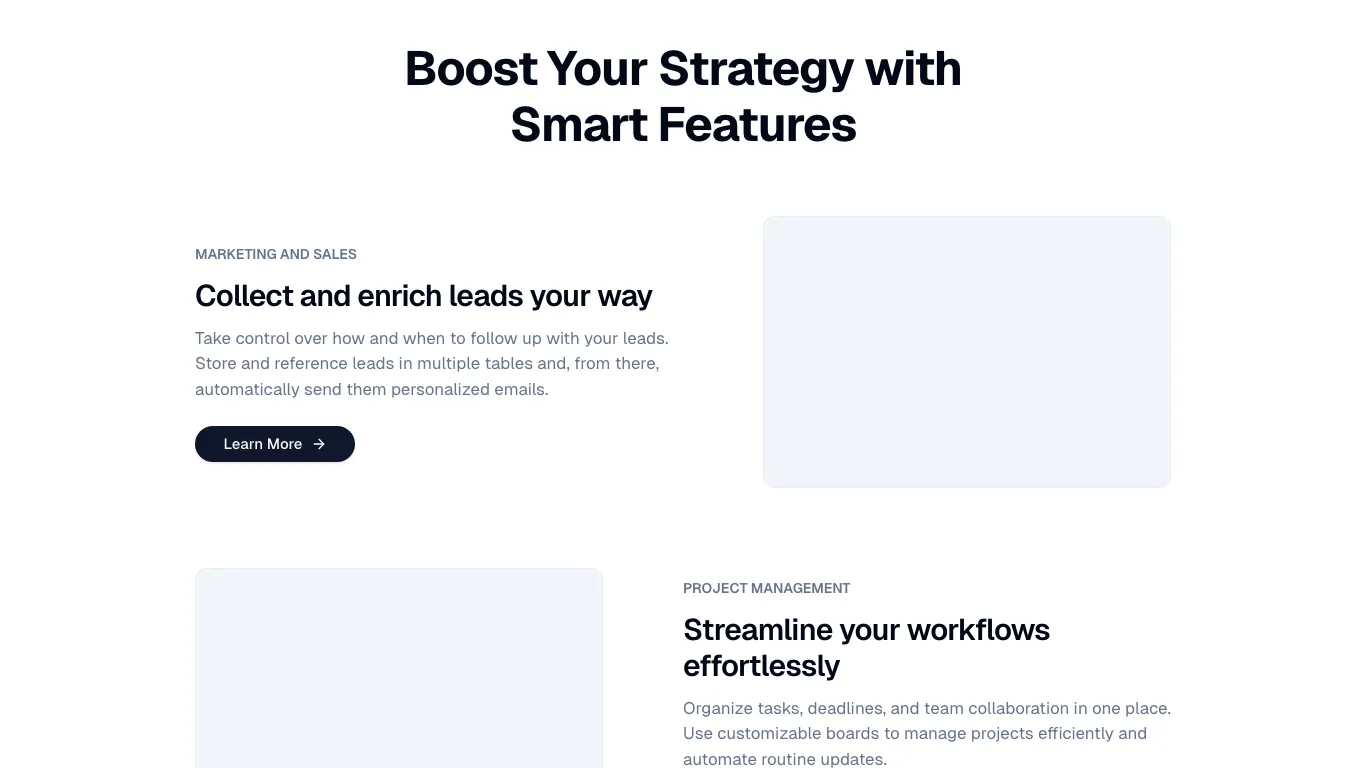 Boost Your Strategy with
Smart Features
MARKETING AND SALES
Collect and enrich leads your way
Take control over how and when to follow up with your leads.
Store and reference leads in multiple tables and, from there,
automatically send them personalized emails.
Learn More
PROJECT MANAGEMENT
Streamline your workflows
effortlessly
Organize tasks, deadlines, and team collaboration in one place.
Use customizable boards to manage projects efficiently and
automate routine updates.